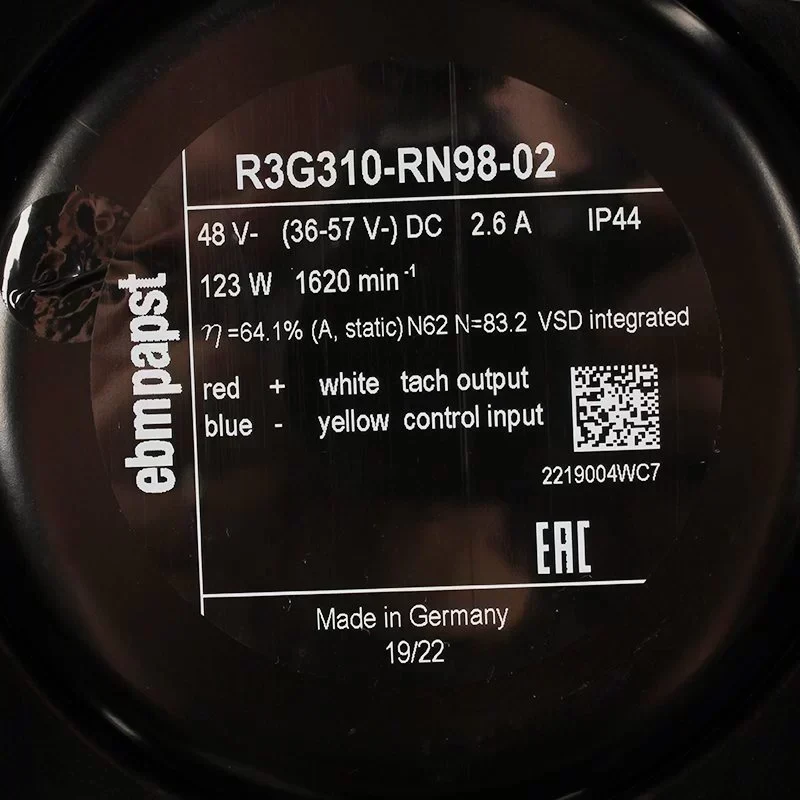 R3G310-RN98-02
48 V- (36-57 V-) DC 2.6 A IP44
123 W 1620 min⁻¹
η =64.1% (A, static) N62 N=83.2 VSD integrated
red + white tach output
blue - yellow control input
2219004WC7
ebmpapst
EAC
Made in Germany
19/22